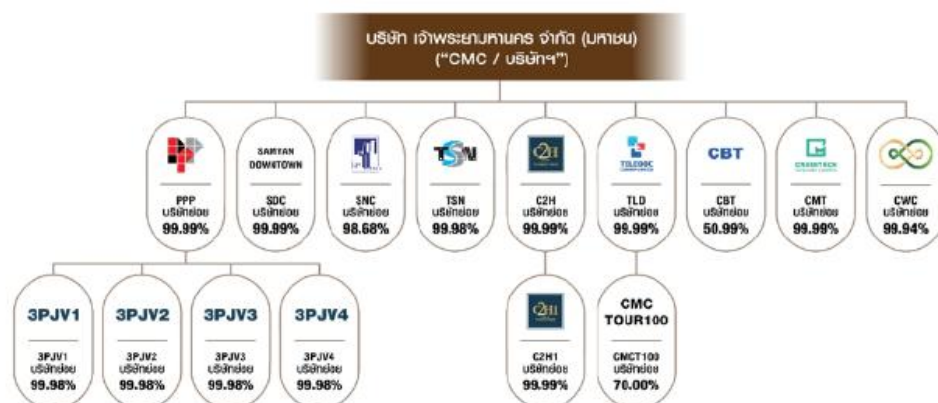 บริษัท เจ้าพระยามหานคร จำกัด (มหาชน)
("CMC / บริษัทฯ")
SAMYAN
DOWNTOWN
TSN
C2H
TELEDOC
CBT
PPP
บริษัทย่อย
99.99%
SDC
บริษัทย่อย
99.99%
SNC
บริษัทย่อย
98.68%
TSN
บริษัทย่อย
99.98%
C2H
บริษัทย่อย
99.99%
TLD
บริษัทย่อย
99.99%
CBT
บริษัทย่อย
50.99%
CMT
บริษัทย่อย
99.99%
CWC
บริษัทย่อย
99.94%
3PJV1
3PJV1
บริษัทย่อย
99.98%
3PJV2
3PJV2
บริษัทย่อย
99.98%
3PJV3
3PJV3
บริษัทย่อย
99.98%
3PJV4
3PJV4
บริษัทย่อย
99.98%
C2H1
C2H1
บริษัทย่อย
99.99%
CMC
TOUR100
CMCT100
บริษัทย่อย
70.00%